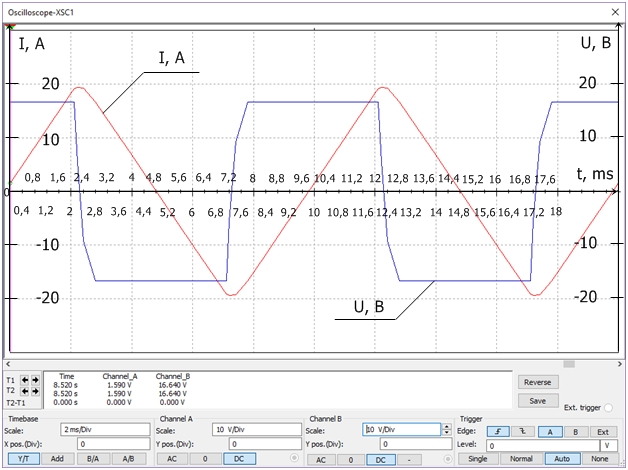 Oscilloscope-XSC1
I, A
U, В
I, A
20
20
10
10
0,8 1,6 2,4 3,2 4 4,8 5,6 6,4 7,2 8 8,8 9,6 10,4 11,2 12 12,8 13,6 14,4 15,2 16 16,8 17,6 t, ms
0
0,4 1,2 2 2,8 3,6 4,4 5,2 6 6,8 7,6 8,4 9,2 10 10,8 11,6 12,4 13,2 14 14,8 15,6 16,4 17,2 18
-10
-10
-20
-20
U, В
T1
T2
T2-T1
Time Channel_A Channel_B
8.520 s 1.590 V 16.640 V
8.520 s 1.590 V 16.640 V
0.000 s 0.000 V 0.000 V
Reverse
Save
Ext. trigger
Timebase
Scale: 2 ms/Div
X pos.(Div): 0
Y/T Add B/A A/B
Channel A
Scale: 10 V/Div
Y pos.(Div): 0
AC 0 DC
Channel B
Scale: 10 V/Div
Y pos.(Div): 0
AC 0 DC -
Trigger
Edge: A B Ext
Level: 0 V
Single Normal Auto None